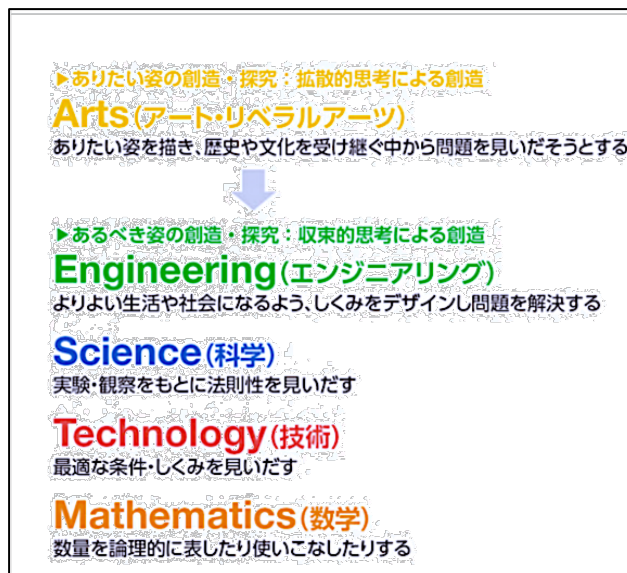 ▶ありたい姿の創造・探究：拡散的思考による創造
Arts(アート・リベラルアーツ)
ありたい姿を描き、歴史や文化を受け継ぐ中から問題を見いだそうとする
▶あるべき姿の創造・探究：収束的思考による創造
Engineering(エンジニアリング)
よりよい生活や社会になるよう、しくみをデザインし問題を解決する
Science(科学)
実験・観察をもとに法則性を見いだす
Technology(技術)
最適な条件・しくみを見いだす
Mathematics(数学)
数量を論理的に表したり使いこなしたりする